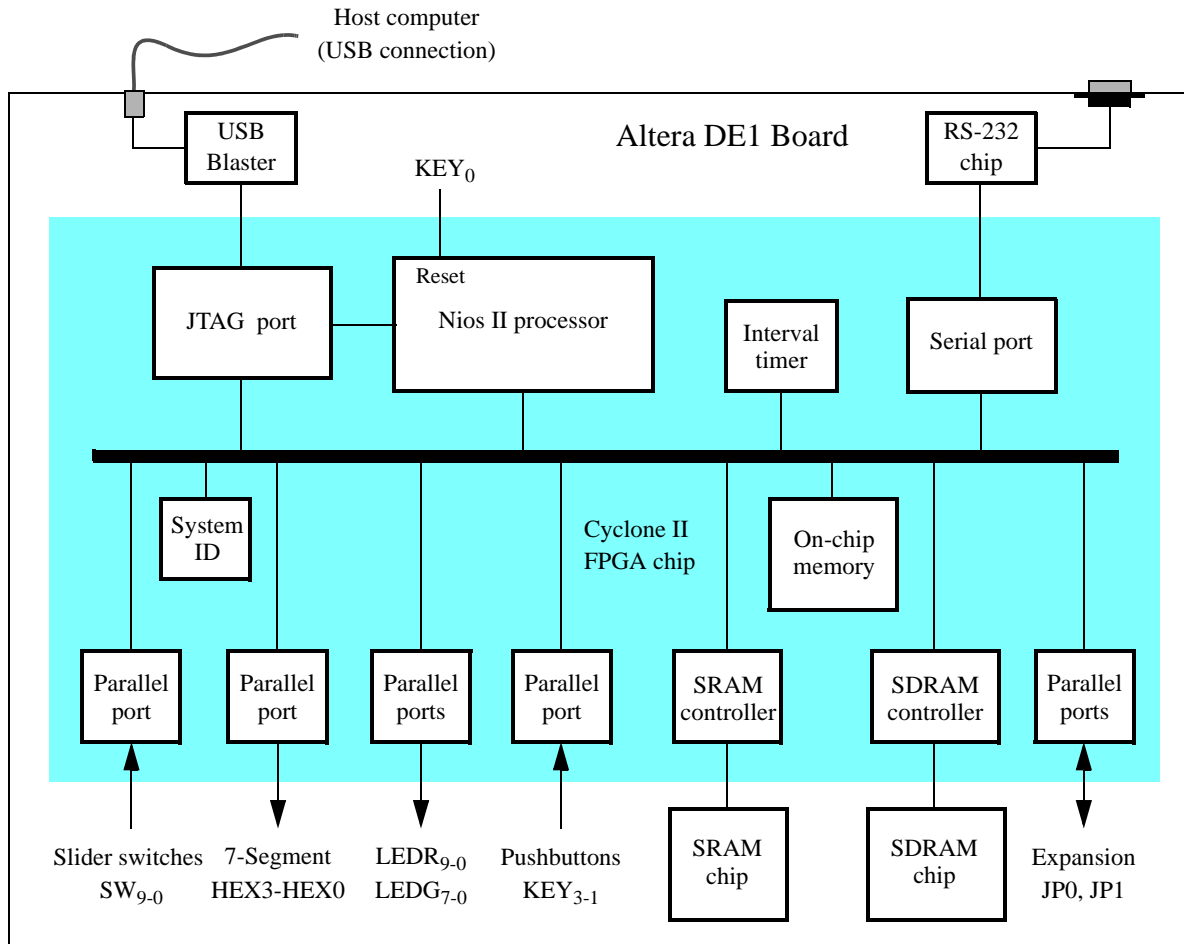 Host computer
(USB connection)
USB
Blaster
Altera DE1 Board
RS-232
chip
KEY0
Reset
JTAG port
Nios II processor
Interval
timer
Serial port
System
ID
Cyclone II
FPGA chip
On-chip
memory
Parallel
port
Parallel
port
Parallel
ports
Parallel
port
SRAM
controller
SDRAM
controller
Parallel
ports
Slider switches
SW9-0
7-Segment
HEX3-HEX0
LEDR9-0
LEDG7-0
Pushbuttons
KEY3-1
SRAM
chip
SDRAM
chip
Expansion
JP0, JP1